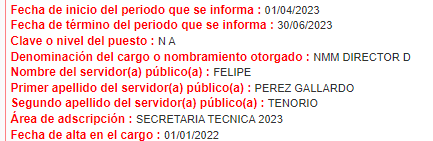 Fecha de inicio del periodo que se informa : 01/04/2023
Fecha de término del periodo que se informa : 30/06/2023
Clave o nivel del puesto : N A
Denominación del cargo o nombramiento otorgado : NMM DIRECTOR D
Nombre del servidor(a) público(a) : FELIPE
Primer apellido del servidor(a) público(a) : PEREZ GALLARDO
Segundo apellido del servidor(a) público(a) : TENORIO
Área de adscripción : SECRETARIA TECNICA 2023
Fecha de alta en el cargo : 01/01/2022